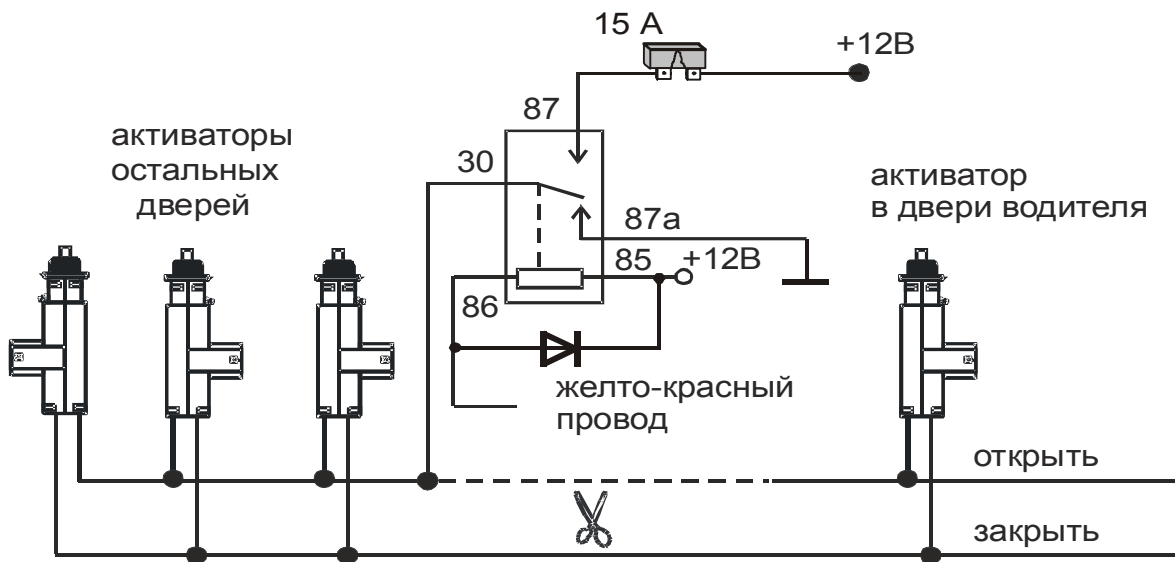 15 А
+12В
87
активаторы
остальных
дверей
30
активатор
в двери водителя
87а
85
+12В
86
желто-красный
провод
открыть
закрыть